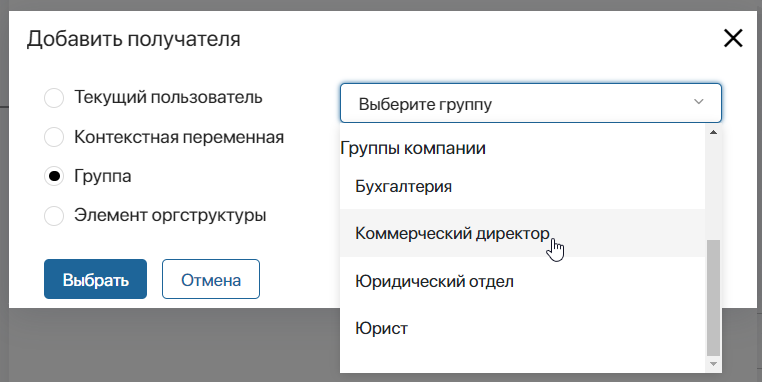 Добавить получателя
Текущий пользователь
Контекстная переменная
Группа
Элемент оргструктуры
Выберите группу
Группы компании
Бухгалтерия
Коммерческий директор
Юридический отдел
Юрист
Выбрать
Отмена